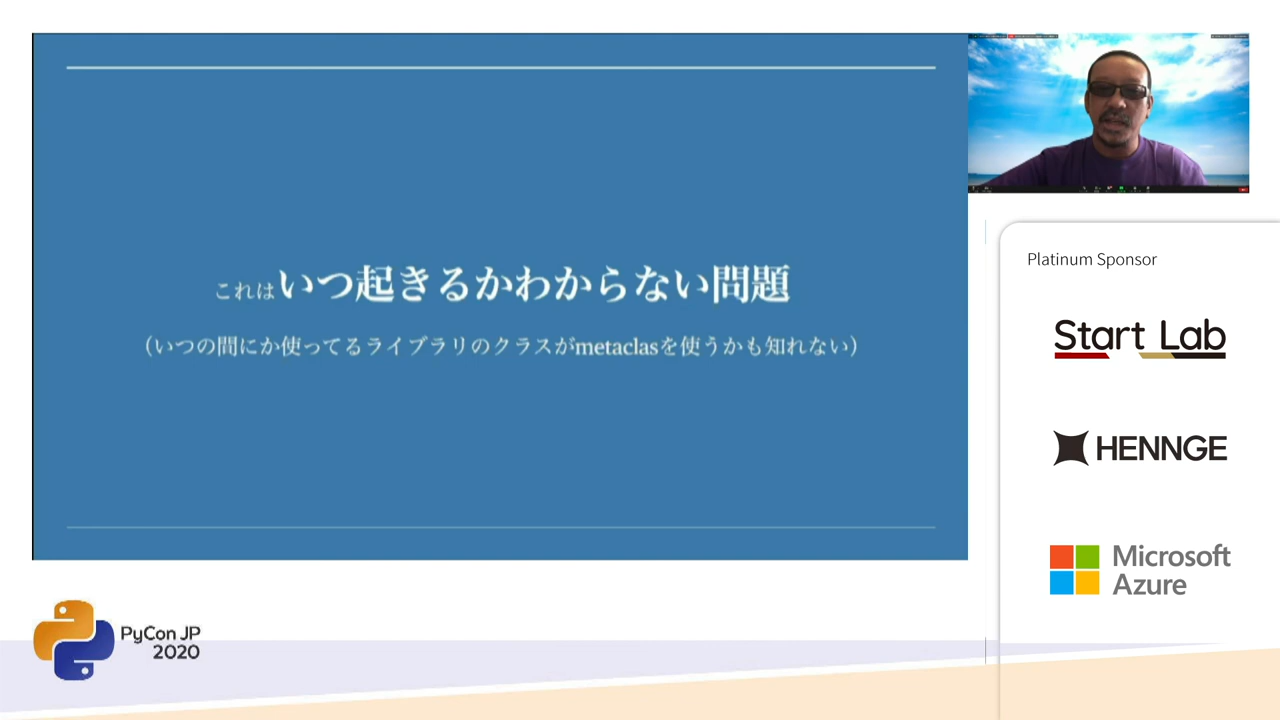 これはいつ起きるかわからない問題
（いつの間にか使ってるライブラリのクラスがmetaclasを使うかも知れない）
Platinum Sponsor
Start Lab
HENNGE
Microsoft
Azure
PyCon JP
2020